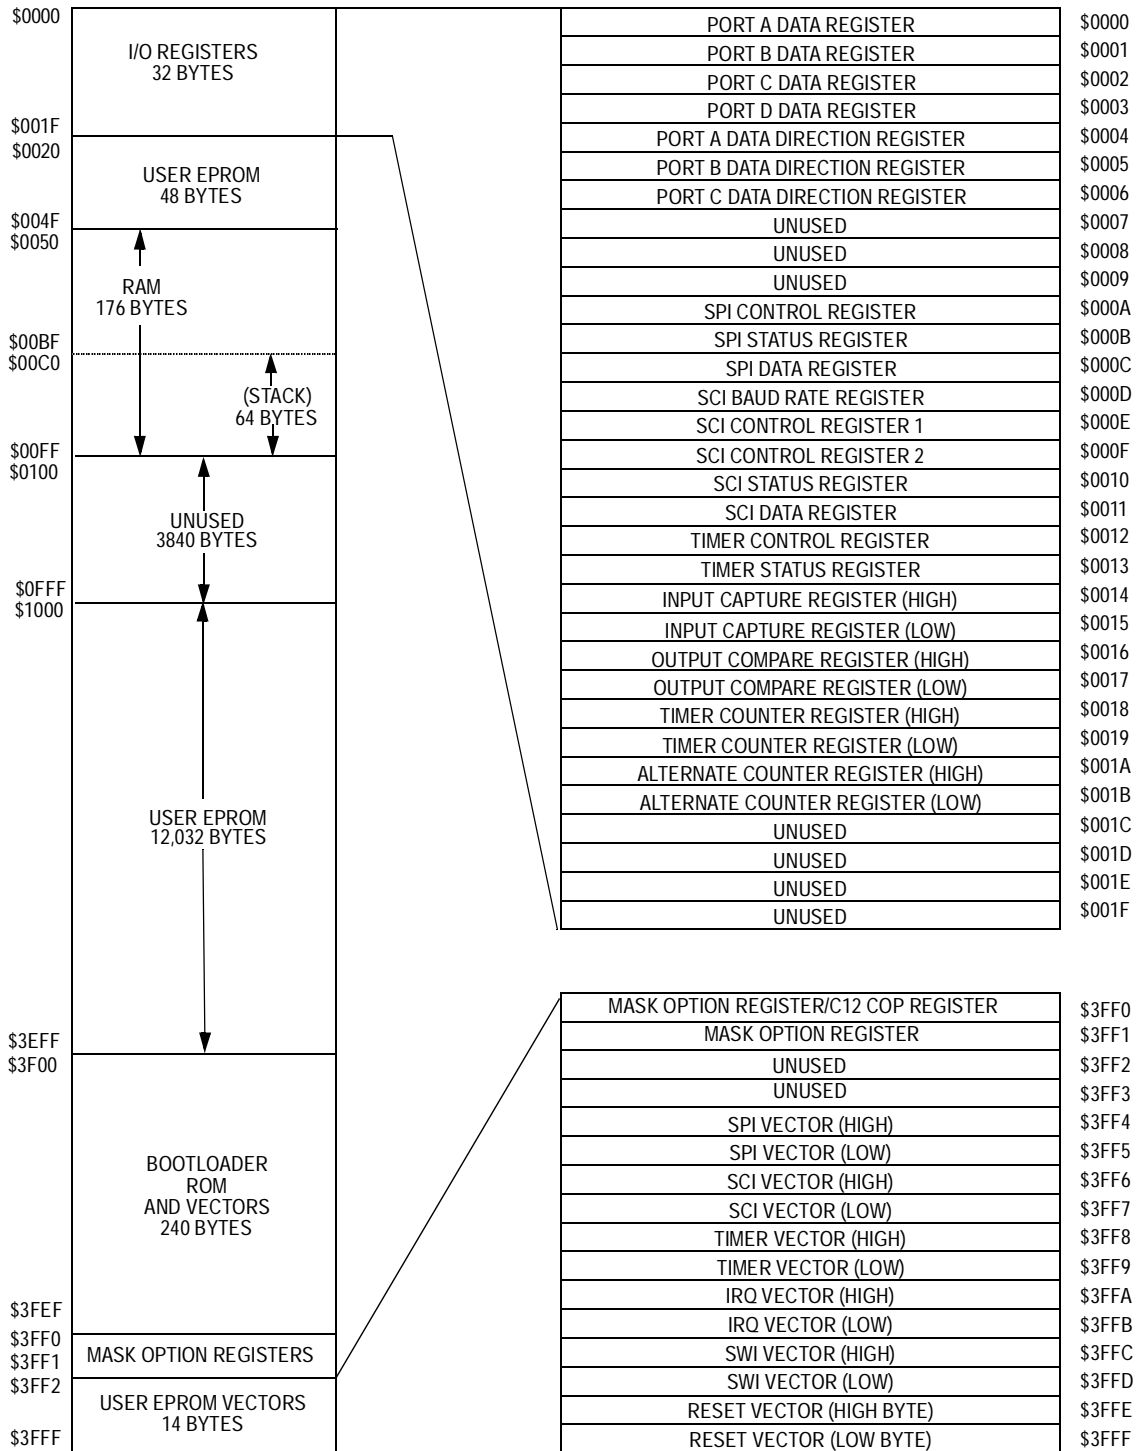 $0000
I/O REGISTERS
32 BYTES
$001F
$0020
USER EPROM
48 BYTES
$004F
$0050
RAM
176 BYTES
$00BF
$00C0
(STACK)
64 BYTES
$00FF
$0100
UNUSED
3840 BYTES
$0FFF
$1000
USER EPROM
12,032 BYTES
$3EFF
$3F00
BOOTLOADER
ROM
AND VECTORS
240 BYTES
$3FEF
$3FF0
$3FF1
MASK OPTION REGISTERS
$3FF2
USER EPROM VECTORS
14 BYTES
$3FFF
PORT A DATA REGISTER $0000
PORT B DATA REGISTER $0001
PORT C DATA REGISTER $0002
PORT D DATA REGISTER $0003
PORT A DATA DIRECTION REGISTER $0004
PORT B DATA DIRECTION REGISTER $0005
PORT C DATA DIRECTION REGISTER $0006
UNUSED $0007
UNUSED $0008
UNUSED $0009
SPI CONTROL REGISTER $000A
SPI STATUS REGISTER $000B
SPI DATA REGISTER $000C
SCI BAUD RATE REGISTER $000D
SCI CONTROL REGISTER 1 $000E
SCI CONTROL REGISTER 2 $000F
SCI STATUS REGISTER $0010
SCI DATA REGISTER $0011
TIMER CONTROL REGISTER $0012
TIMER STATUS REGISTER $0013
INPUT CAPTURE REGISTER (HIGH) $0014
INPUT CAPTURE REGISTER (LOW) $0015
OUTPUT COMPARE REGISTER (HIGH) $0016
OUTPUT COMPARE REGISTER (LOW) $0017
TIMER COUNTER REGISTER (HIGH) $0018
TIMER COUNTER REGISTER (LOW) $0019
ALTERNATE COUNTER REGISTER (HIGH) $001A
ALTERNATE COUNTER REGISTER (LOW) $001B
UNUSED $001C
UNUSED $001D
UNUSED $001E
UNUSED $001F
MASK OPTION REGISTER/C12 COP REGISTER $3FF0
MASK OPTION REGISTER $3FF1
UNUSED $3FF2
UNUSED $3FF3
SPI VECTOR (HIGH) $3FF4
SPI VECTOR (LOW) $3FF5
SCI VECTOR (HIGH) $3FF6
SCI VECTOR (LOW) $3FF7
TIMER VECTOR (HIGH) $3FF8
TIMER VECTOR (LOW) $3FF9
IRQ VECTOR (HIGH) $3FFA
IRQ VECTOR (LOW) $3FFB
SWI VECTOR (HIGH) $3FFC
SWI VECTOR (LOW) $3FFD
RESET VECTOR (HIGH BYTE) $3FFE
RESET VECTOR (LOW BYTE) $3FFF